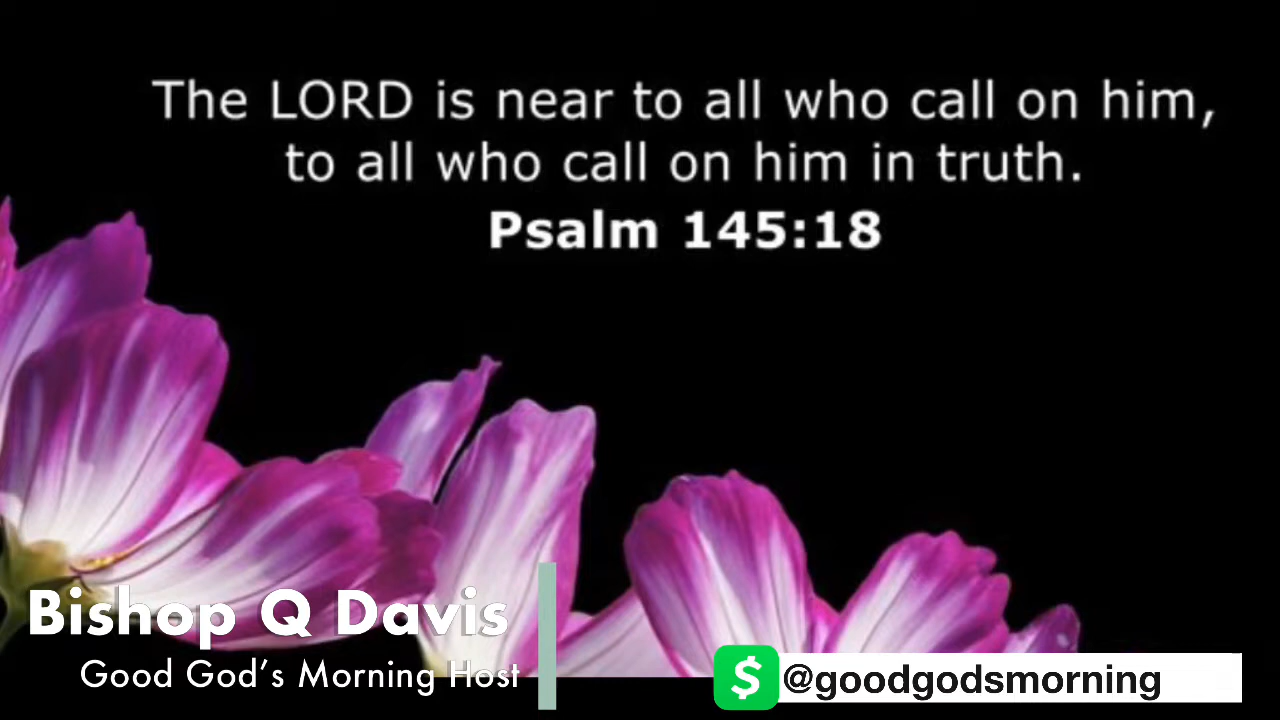 The LORD is near to all who call on him,
to all who call on him in truth.
Psalm 145:18
Bishop Q Davis
Good God's Morning Host
$ @goodgodsmorning